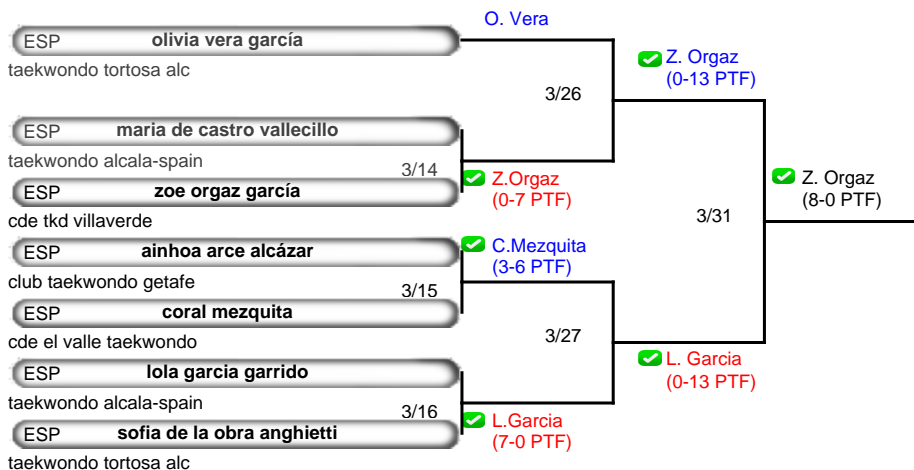 O. Vera
ESP olivia vera garcía
taekwondo tortosa alc
Z. Orgaz
(0-13 PTF)
3/26
ESP maria de castro vallecillo
taekwondo alcala-spain
3/14
ESP zoe orgaz garcía
cde tkd villaverde
Z.Orgaz
(0-7 PTF)
Z. Orgaz
(8-0 PTF)
3/31
ESP ainhoa arce alcázar
club taekwondo getafe
C.Mezquita
(3-6 PTF)
3/15
ESP coral mezquita
cde el valle taekwondo
3/27
ESP lola garcia garrido
taekwondo alcala-spain
L. Garcia
(0-13 PTF)
3/16
ESP sofia de la obra anghietti
taekwondo tortosa alc
L.Garcia
(7-0 PTF)